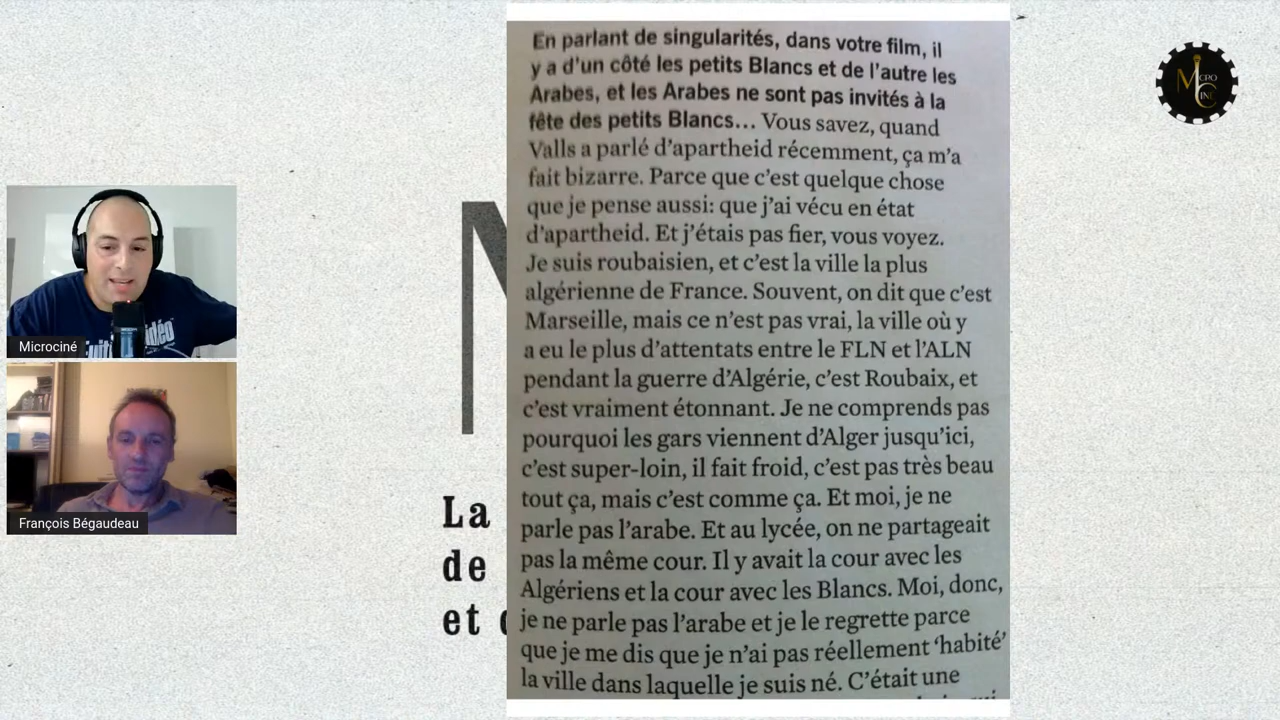 En parlant de singularités, dans votre film, il
y a d'un côté les petits Blancs et de l'autre les
Arabes, et les Arabes ne sont pas invités à la
fête des petits Blancs... Vous savez, quand
Valls a parlé d'apartheid récemment, ça m'a
fait bizarre. Parce que c'est quelque chose
que je pense aussi: que j'ai vécu en état
d'apartheid. Et j'étais pas fier, vous voyez.
Je suis roubaisien, et c'est la ville la plus
algérienne de France. Souvent, on dit que c'est
Marseille, mais ce n'est pas vrai, la ville où y
a eu le plus d'attentats entre le FLN et l'ALN
pendant la guerre d'Algérie, c'est Roubaix, et
c'est vraiment étonnant. Je ne comprends pas
pourquoi les gars viennent d'Alger jusqu'ici,
c'est super-loin, il fait froid, c'est pas très beau
tout ça, mais c'est comme ça. Et moi, je ne
parle pas l'arabe. Et au lycée, on ne partageait
pas la même cour. Il y avait la cour avec les
Algériens et la cour avec les Blancs. Moi, donc,
je ne parle pas l'arabe et je le regrette parce
que je me dis que je n'ai pas réellement 'habité'
la ville dans laquelle je suis né. C'était une
Microciné
François Bégaudeau
La
de
et
MICRO
CINÉ